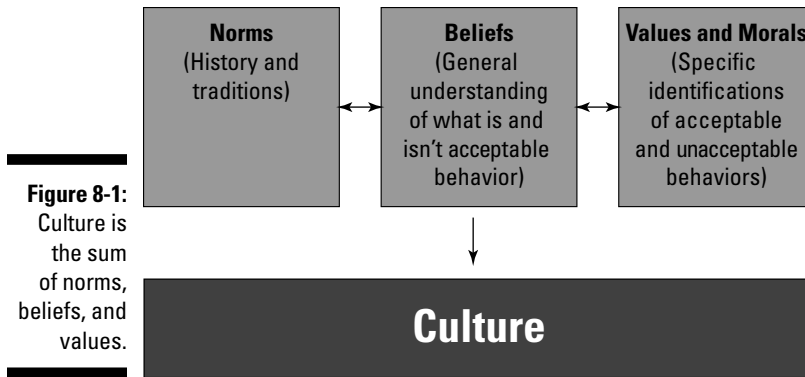 Norms
(History and
traditions)
Beliefs
(General
understanding
of what is and
isn't acceptable
behavior)
Values and Morals
(Specific
identifications
of acceptable
and unacceptable
behaviors)
Figure 8-1:
Culture is
the sum
of norms,
beliefs, and
values.
Culture